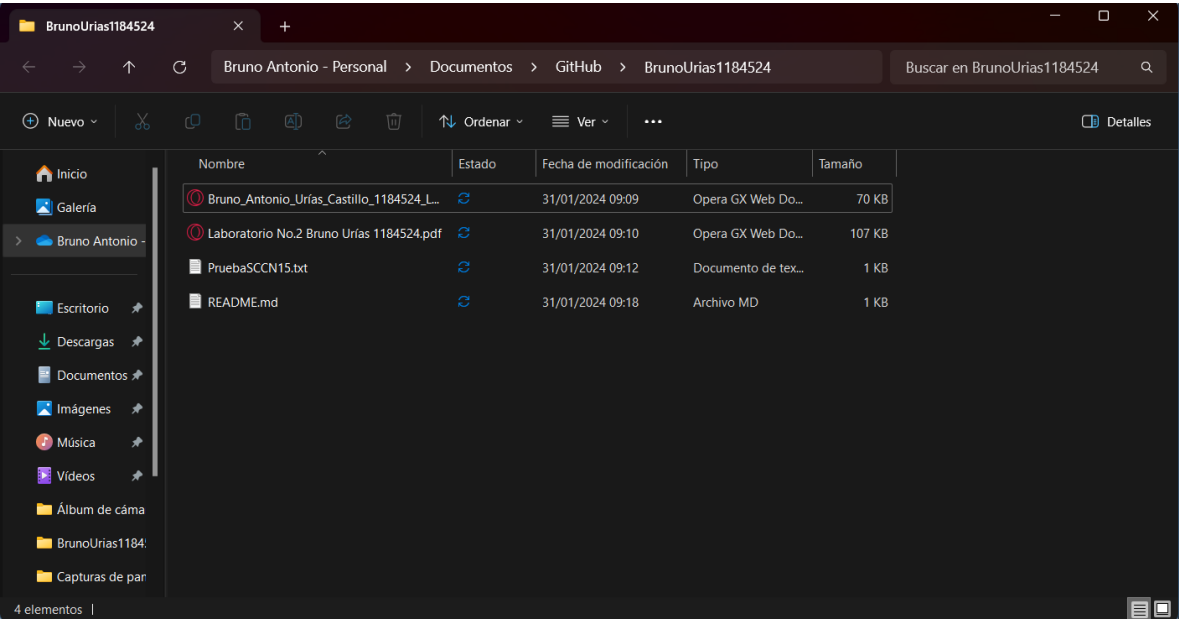 BrunoUrias1184524
Bruno Antonio - Personal > Documentos > GitHub > BrunoUrias1184524
Buscar en BrunoUrias1184524
Nuevo
Ordenar
Ver
Detalles
Nombre Estado Fecha de modificación Tipo Tamaño
Bruno_Antonio_Urías_Castillo_1184524_L... 31/01/2024 09:09 Opera GX Web Do... 70 KB
Laboratorio No.2 Bruno Urías 1184524.pdf 31/01/2024 09:10 Opera GX Web Do... 107 KB
PruebaSCCN15.txt 31/01/2024 09:12 Documento de tex... 1 KB
README.md 31/01/2024 09:18 Archivo MD 1 KB
Inicio
Galería
Bruno Antonio -
Escritorio
Descargas
Documentos
Imágenes
Música
Vídeos
Álbum de cáma
BrunoUrias1184
Capturas de pan
4 elementos